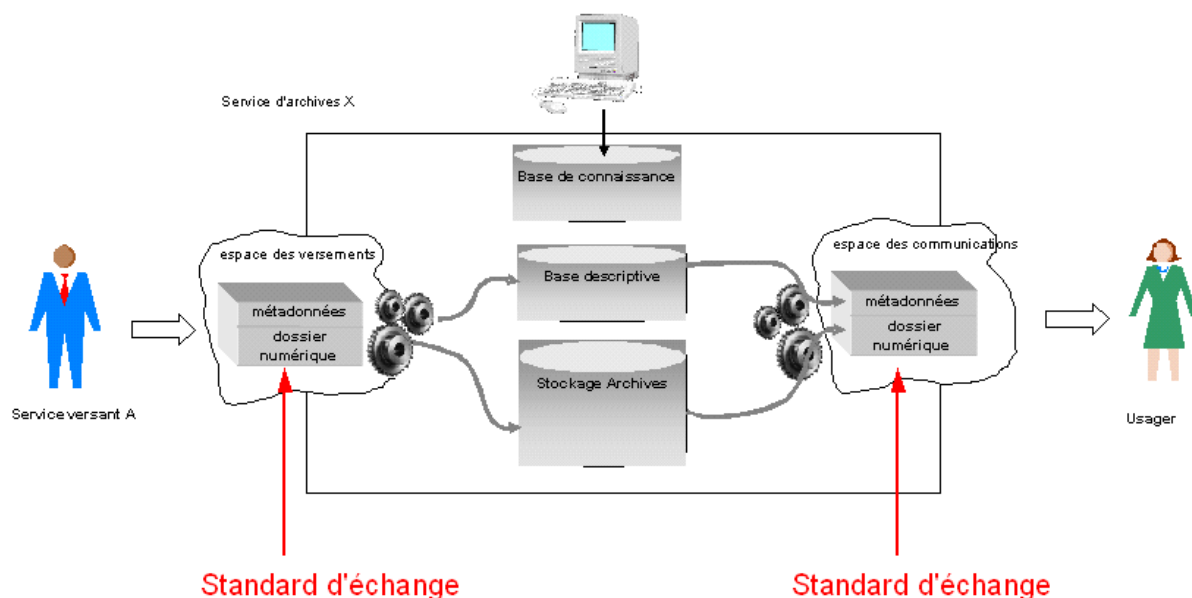 Service d'archives X
Base de connaissance
espace des versements
espace des communications
Base descriptive
métadonnées
dossier
numérique
métadonnées
dossier
numérique
Stockage Archives
Service versant A
Usager
Standard d'échange
Standard d'échange